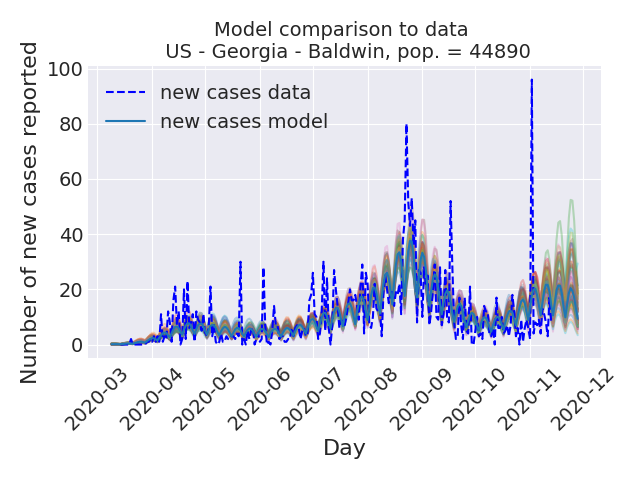 Model comparison to data
US - Georgia - Baldwin, pop. = 44890
Number of new cases reported
100
80
60
40
20
0
new cases data
new cases model
2020-03
2020-04
2020-05
2020-06
2020-07
2020-08
2020-09
2020-10
2020-11
2020-12
Day